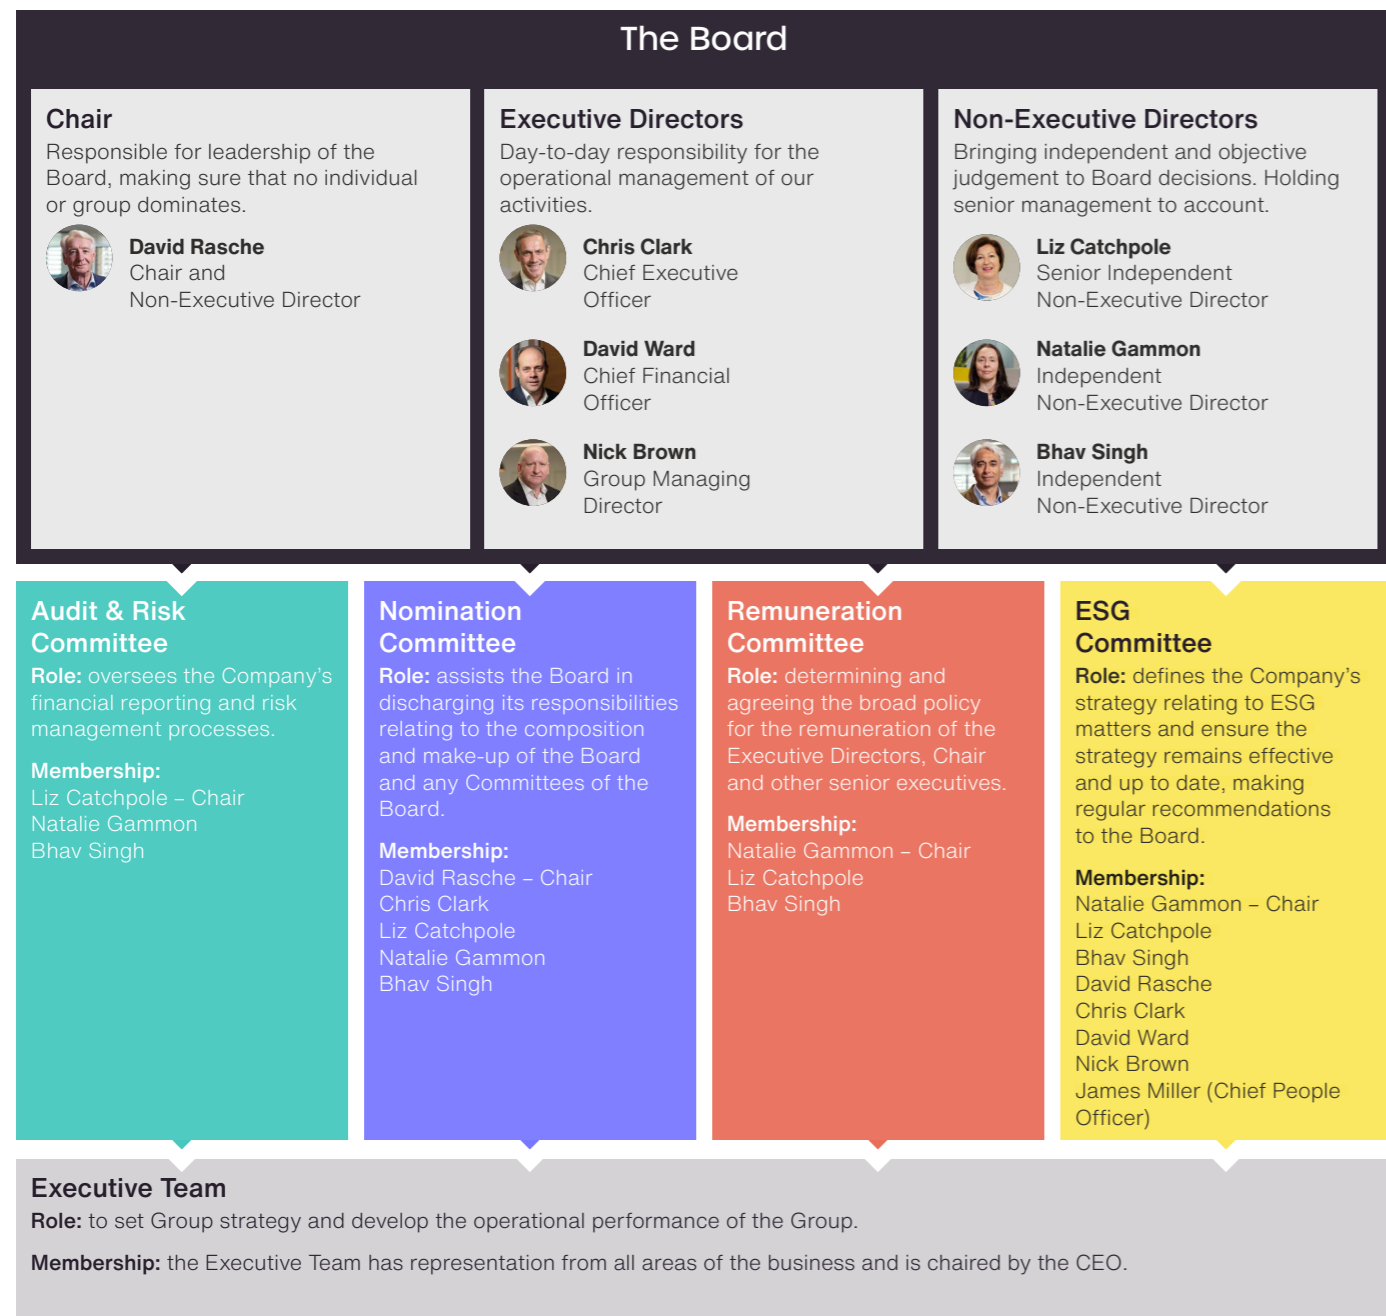 The Board
Chair
Responsible for leadership of the
Board, making sure that no individual
or group dominates.
David Rasche
Chair and
Non-Executive Director
Executive Directors
Day-to-day responsibility for the
operational management of our
activities.
Chris Clark
Chief Executive
Officer
David Ward
Chief Financial
Officer
Nick Brown
Group Managing
Director
Non-Executive Directors
Bringing independent and objective
judgement to Board decisions. Holding
senior management to account.
Liz Catchpole
Senior Independent
Non-Executive Director
Natalie Gammon
Independent
Non-Executive Director
Bhav Singh
Independent
Non-Executive Director
Audit & Risk
Committee
Role: oversees the Company’s
financial reporting and risk
management processes.
Membership:
Liz Catchpole – Chair
Natalie Gammon
Bhav Singh
Nomination
Committee
Role: assists the Board in
discharging its responsibilities
relating to the composition
and make-up of the Board
and any Committees of the
Board.
Membership:
David Rasche – Chair
Chris Clark
Liz Catchpole
Natalie Gammon
Bhav Singh
Remuneration
Committee
Role: determining and
agreeing the broad policy
for the remuneration of the
Executive Directors, Chair
and other senior executives.
Membership:
Natalie Gammon – Chair
Liz Catchpole
Bhav Singh
ESG
Committee
Role: defines the Company’s
strategy relating to ESG
matters and ensure the
strategy remains effective
and up to date, making
regular recommendations
to the Board.
Membership:
Natalie Gammon – Chair
Liz Catchpole
Bhav Singh
David Rasche
Chris Clark
David Ward
Nick Brown
James Miller (Chief People
Officer)
Executive Team
Role: to set Group strategy and develop the operational performance of the Group.
Membership: the Executive Team has representation from all areas of the business and is chaired by the CEO.